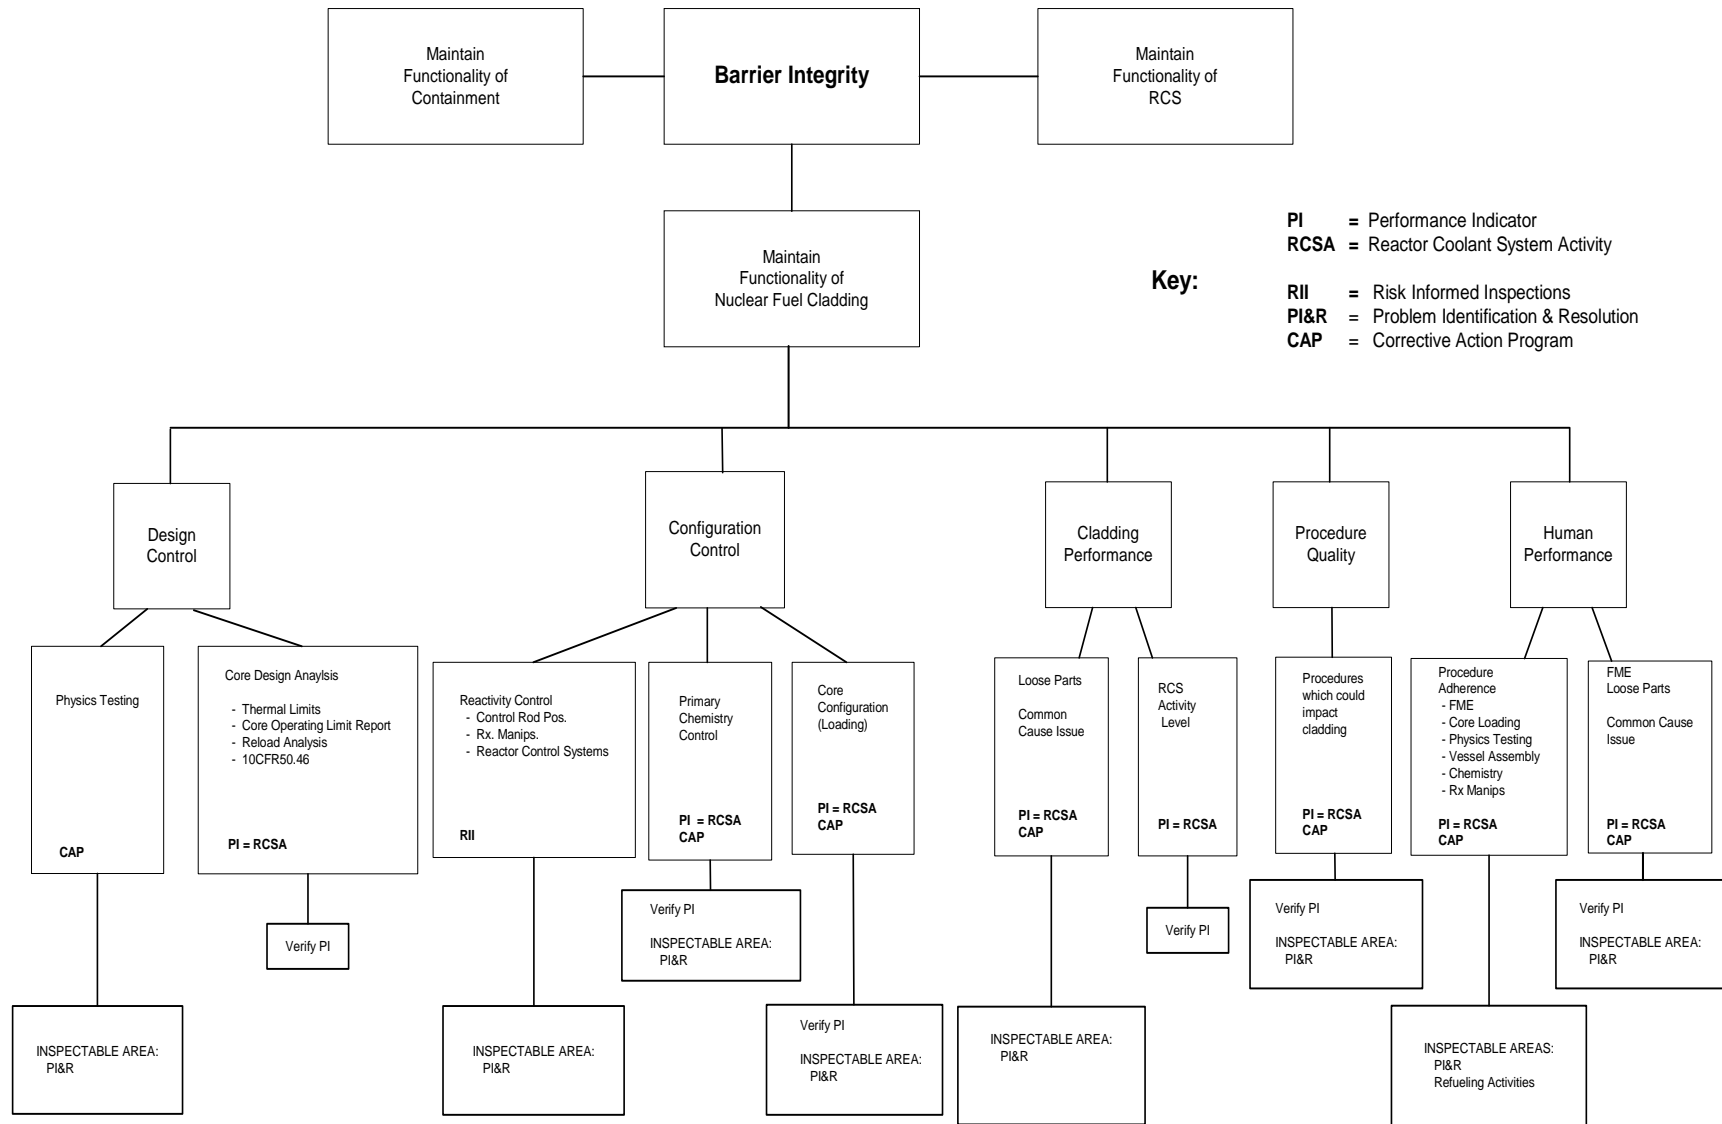 Maintain
Functionality of
Containment
Barrier Integrity
Maintain
Functionality of
RCS
Maintain
Functionality of
Nuclear Fuel Cladding
Key:
PI = Performance Indicator
RCSA = Reactor Coolant System Activity
RII = Risk Informed Inspections
PI&R = Problem Identification & Resolution
CAP = Corrective Action Program
Design
Control
Configuration
Control
Cladding
Performance
Procedure
Quality
Human
Performance
Physics Testing
CAP
Core Design Anaylsis
- Thermal Limits
- Core Operating Limit Report
- Reload Analysis
- 10CFR50.46
PI = RCSA
Reactivity Control
- Control Rod Pos.
- Rx. Manips.
- Reactor Control Systems
RII
Primary
Chemistry
Control
PI = RCSA
CAP
Core
Configuration
(Loading)
PI = RCSA
CAP
Loose Parts
Common
Cause Issue
PI = RCSA
CAP
RCS
Activity
Level
PI = RCSA
Procedures
which could
impact
cladding
PI = RCSA
CAP
Procedure
Adherence
- FME
- Core Loading
- Physics Testing
- Vessel Assembly
- Chemistry
- Rx Manips
PI = RCSA
CAP
FME
Loose Parts
Common Cause
Issue
PI = RCSA
CAP
INSPECTABLE AREA:
PI&R
Verify PI
INSPECTABLE AREA:
PI&R
Verify PI
INSPECTABLE AREA:
PI&R
Verify PI
INSPECTABLE AREA:
PI&R
INSPECTABLE AREA:
PI&R
Verify PI
Verify PI
INSPECTABLE AREA:
PI&R
INSPECTABLE AREAS:
PI&R
Refueling Activities
Verify PI
INSPECTABLE AREA:
PI&R